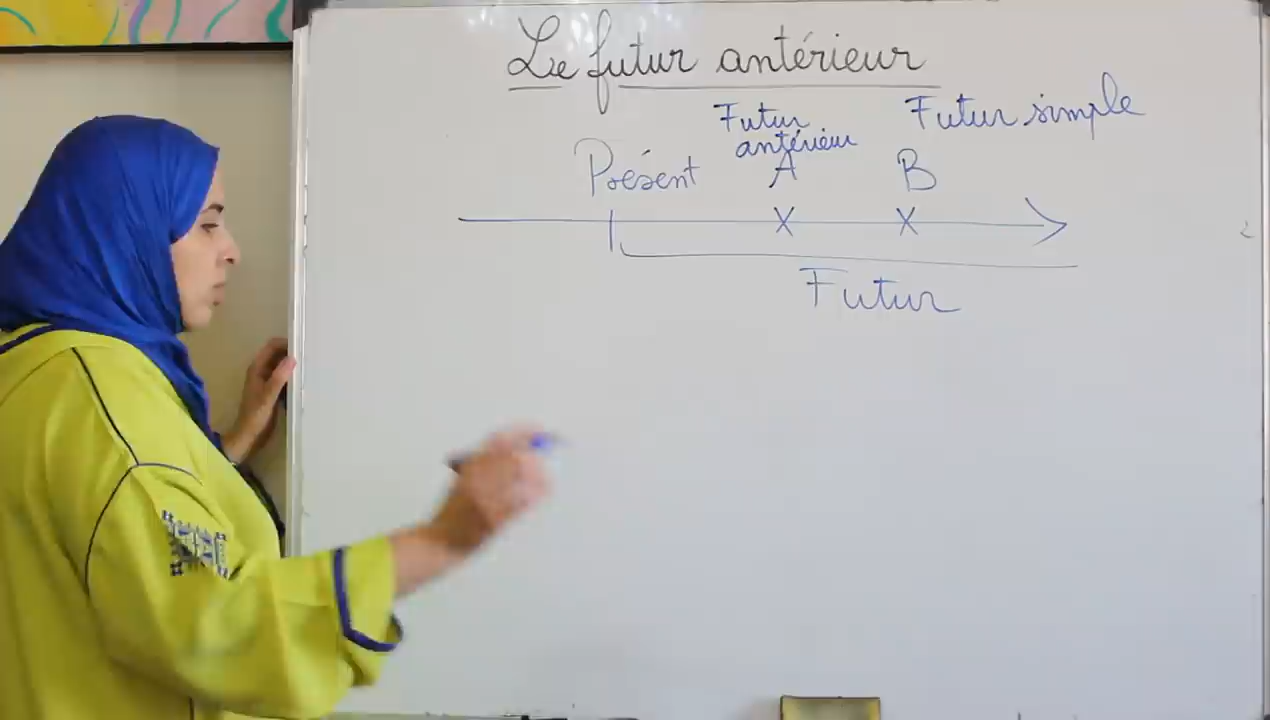 Le futur antérieur
Futur
antérieur
Futur simple
Présent
A
B
Futur